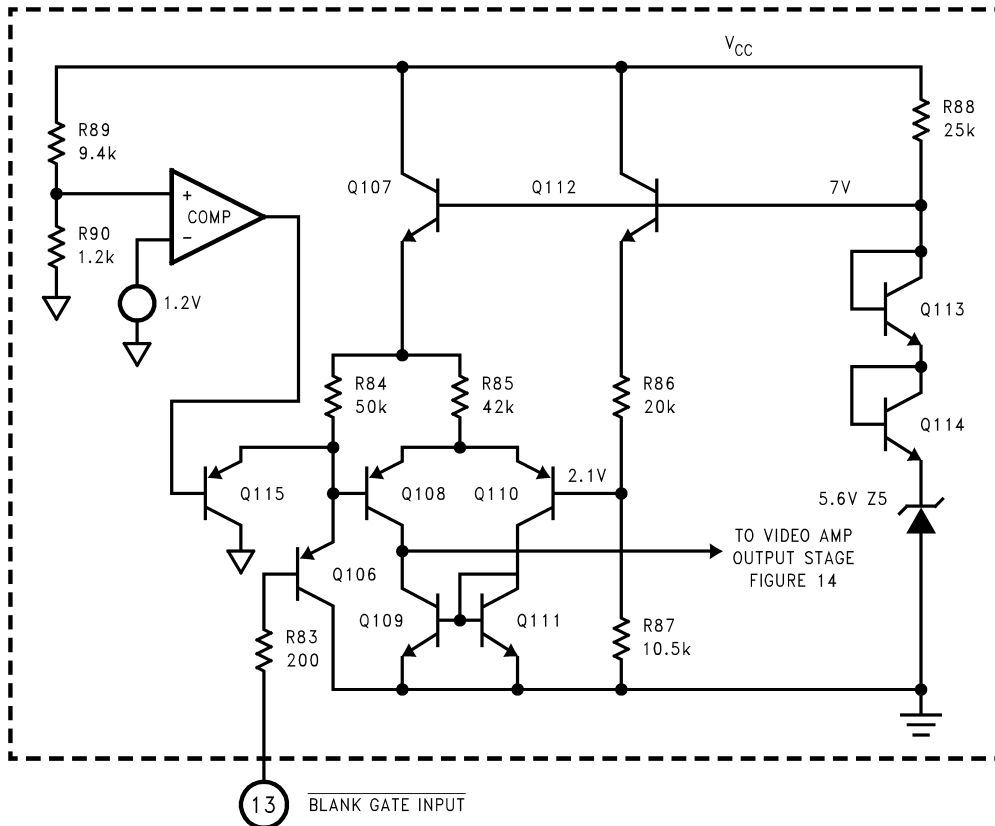 VCC
R89
9.4k
R88
25k
Q107
Q112
7V
+
COMP
−
R90
1.2k
1.2V
Q113
R84
50k
R85
42k
R86
20k
Q114
Q115
Q108
Q110
2.1V
5.6V Z5
TO VIDEO AMP
OUTPUT STAGE
FIGURE 14
Q106
Q109
Q111
R83
200
R87
10.5k
13
BLANK GATE INPUT